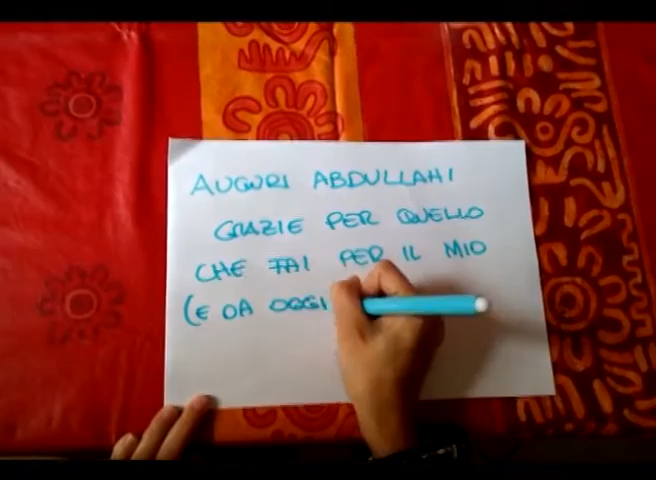 AUGURI ABDULLAHI
GRAZIE PER QUELLO
CHE FAI PER IL MIO
(E DA OGGI